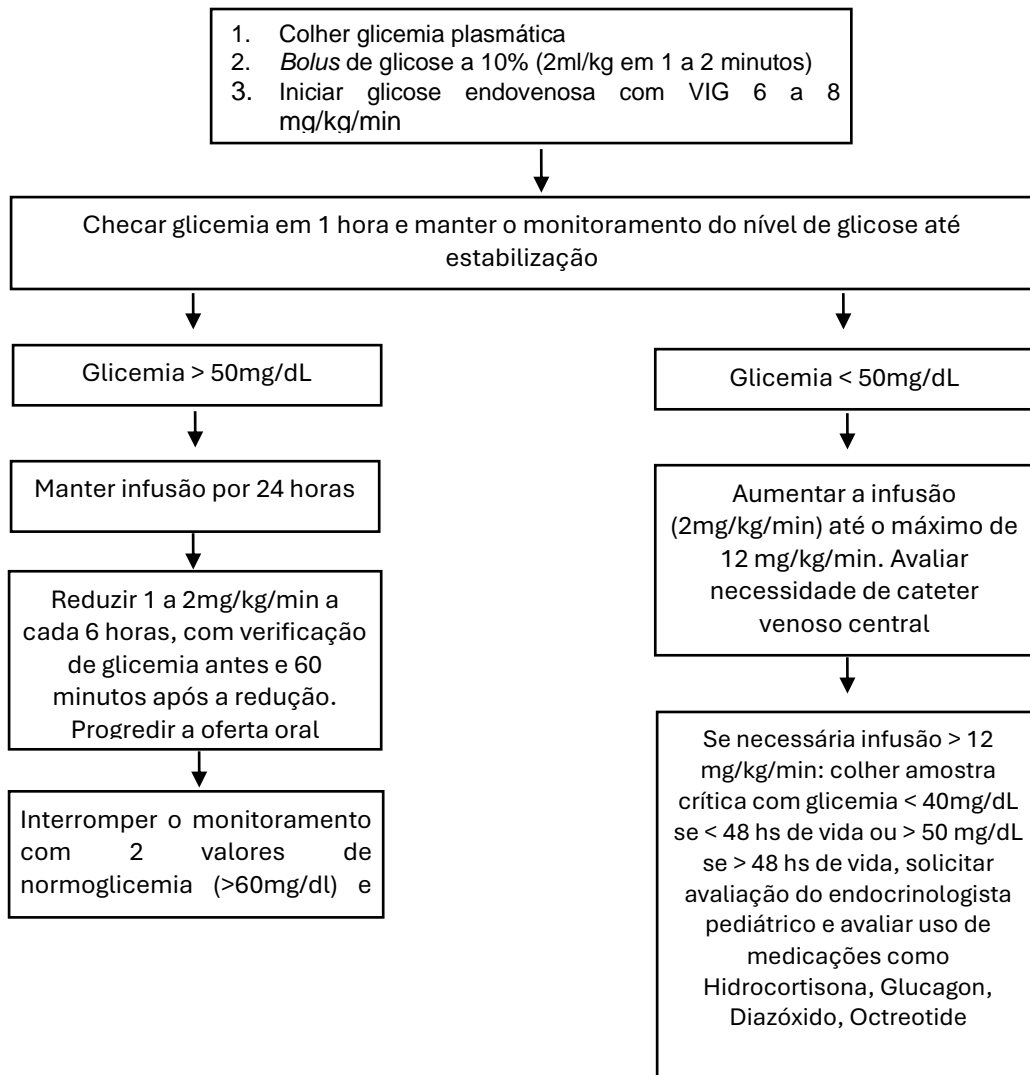 1. Colher glicemia plasmática
2. Bolus de glicose a 10% (2ml/kg em 1 a 2 minutos)
3. Iniciar glicose endovenosa com VIG 6 a 8
mg/kg/min
Checar glicemia em 1 hora e manter o monitoramento do nível de glicose até
estabilização
Glicemia > 50mg/dL
Manter infusão por 24 horas
Reduzir 1 a 2mg/kg/min a
cada 6 horas, com verificação
de glicemia antes e 60
minutos após a redução.
Progredir a oferta oral
Interromper o monitoramento
com 2 valores de
normoglicemia (>60mg/dl) e
Glicemia < 50mg/dL
Aumentar a infusão
(2mg/kg/min) até o máximo de
12 mg/kg/min. Avaliar
necessidade de cateter
venoso central
Se necessária infusão > 12
mg/kg/min: colher amostra
crítica com glicemia < 40mg/dL
se < 48 hs de vida ou > 50 mg/dL
se > 48 hs de vida, solicitar
avaliação do endocrinologista
pediátrico e avaliar uso de
medicações como
Hidrocortisona, Glucagon,
Diazóxido, Octreotide